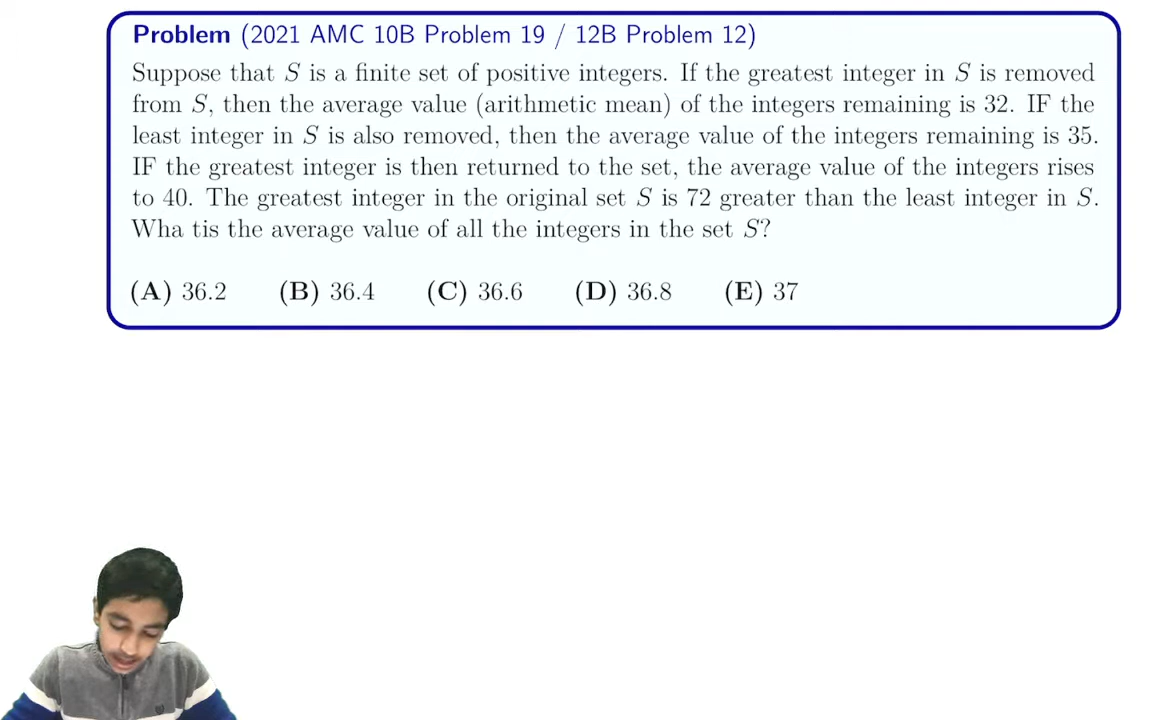 Problem (2021 AMC 10B Problem 19 / 12B Problem 12)
Suppose that S is a finite set of positive integers. If the greatest integer in S is removed
from S, then the average value (arithmetic mean) of the integers remaining is 32. IF the
least integer in S is also removed, then the average value of the integers remaining is 35.
IF the greatest integer is then returned to the set, the average value of the integers rises
to 40. The greatest integer in the original set S is 72 greater than the least integer in S.
Wha tis the average value of all the integers in the set S?
(A) 36.2 (B) 36.4 (C) 36.6 (D) 36.8 (E) 37